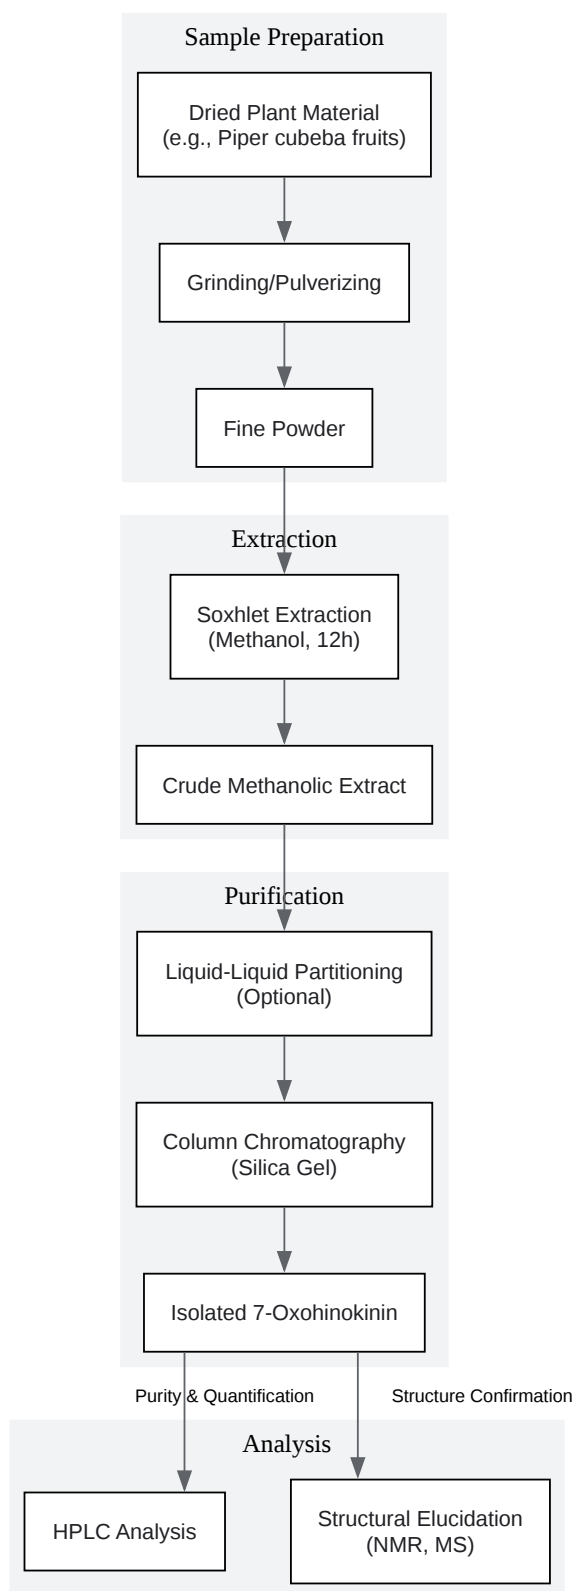 Sample Preparation
Dried Plant Material
(e.g., Piper cubeba fruits)
Grinding/Pulverizing
Fine Powder
Extraction
Soxhlet Extraction
(Methanol, 12h)
Crude Methanolic Extract
Purification
Liquid-Liquid Partitioning
(Optional)
Column Chromatography
(Silica Gel)
Isolated 7-Oxohinokinin
Purity & Quantification
Structure Confirmation
Analysis
HPLC Analysis
Structural Elucidation
(NMR, MS)